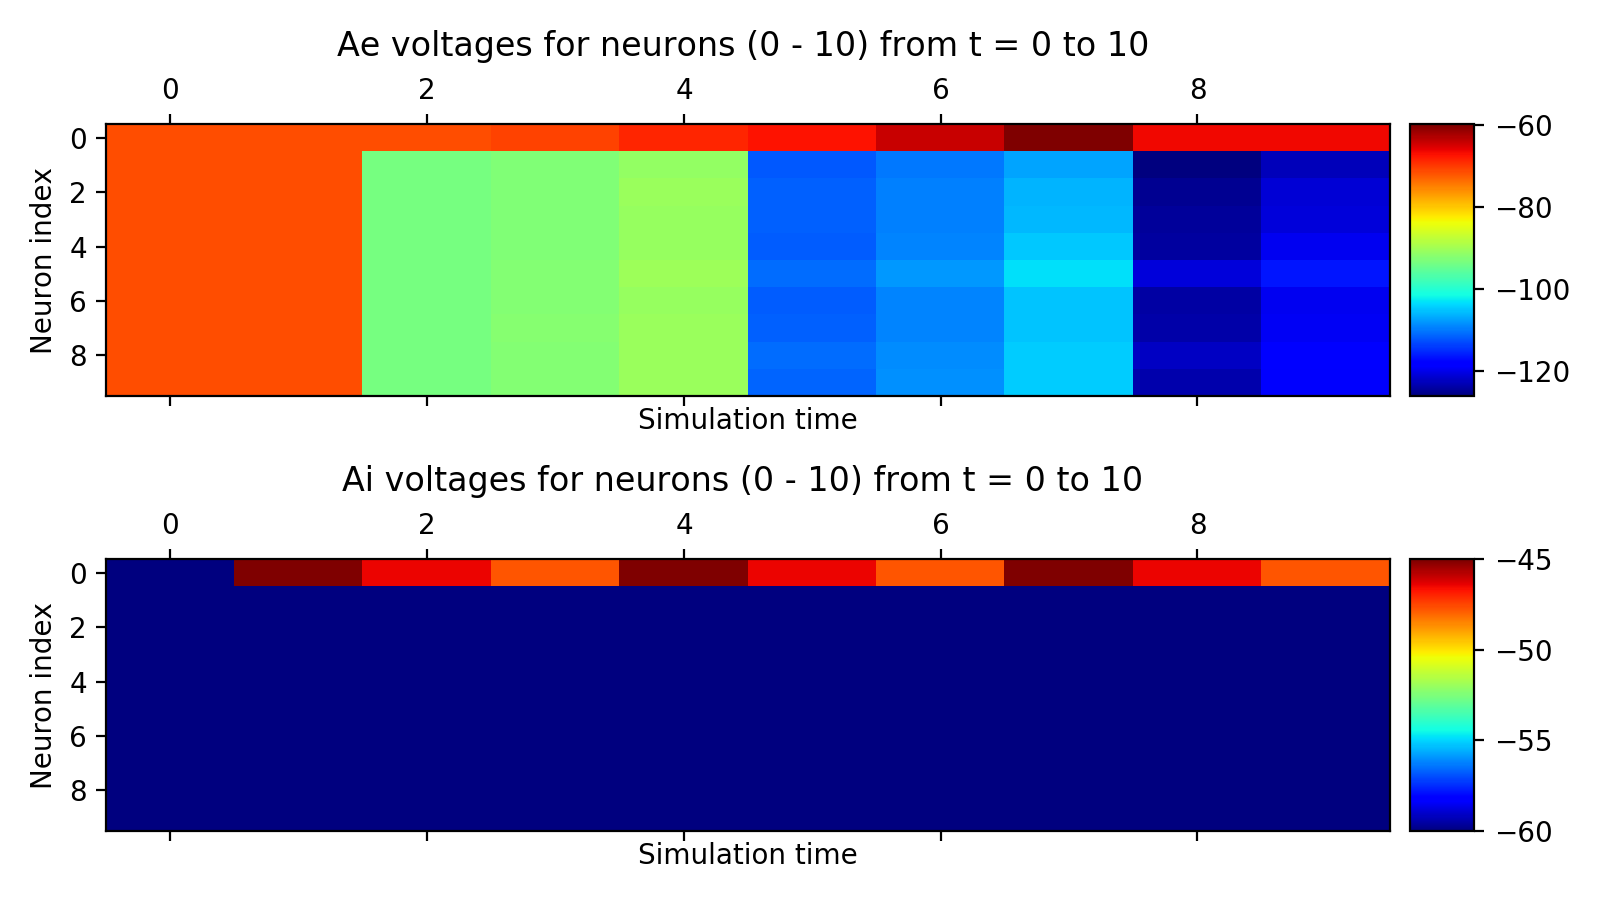 Ae voltages for neurons (0 - 10) from t = 0 to 10
0 2 4 6 8
Neuron index
0
2
4
6
8
−60
−80
−100
−120
Simulation time
Ai voltages for neurons (0 - 10) from t = 0 to 10
0 2 4 6 8
Neuron index
0
2
4
6
8
−45
−50
−55
−60
Simulation time